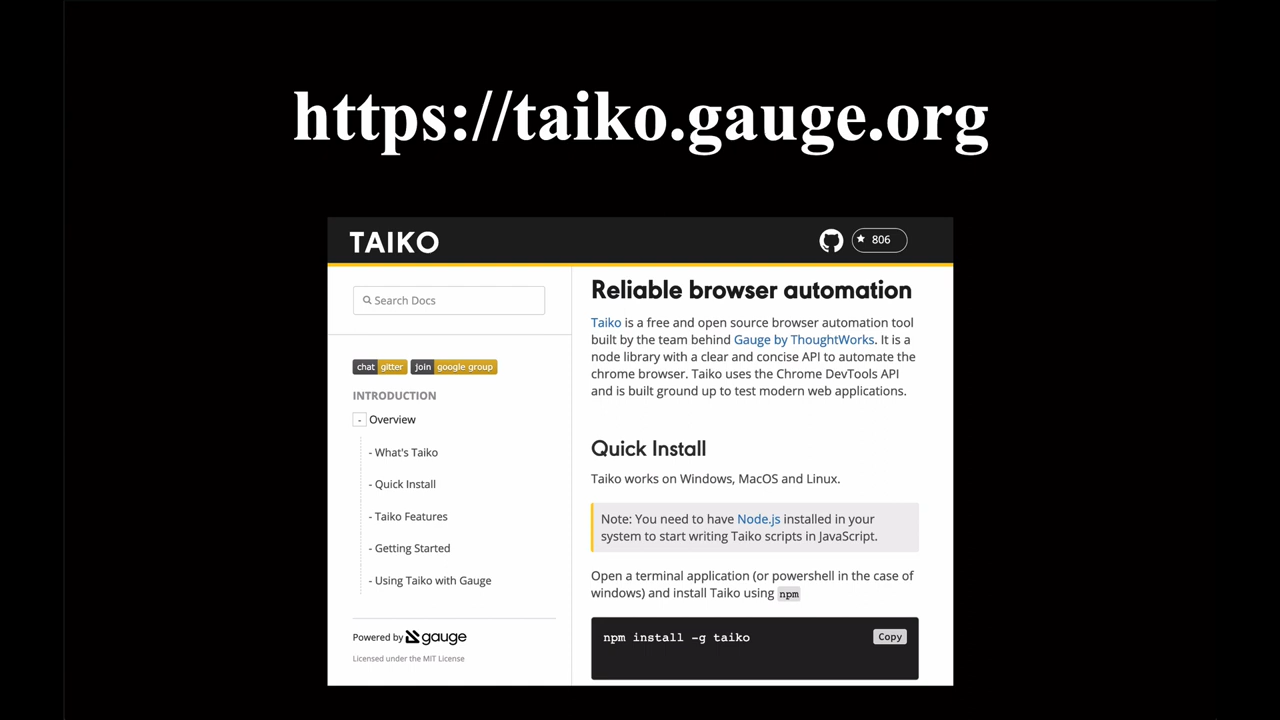 https://taiko.gauge.org
TAIKO
806
Search Docs
chat gitter join google group
INTRODUCTION
- Overview
- What's Taiko
- Quick Install
- Taiko Features
- Getting Started
- Using Taiko with Gauge
Powered by gauge
Licensed under the MIT License
Reliable browser automation
Taiko is a free and open source browser automation tool
built by the team behind Gauge by ThoughtWorks. It is a
node library with a clear and concise API to automate the
chrome browser. Taiko uses the Chrome DevTools API
and is built ground up to test modern web applications.
Quick Install
Taiko works on Windows, MacOS and Linux.
Note: You need to have Node.js installed in your
system to start writing Taiko scripts in JavaScript.
Open a terminal application (or powershell in the case of
windows) and install Taiko using npm
npm install -g taiko
Copy